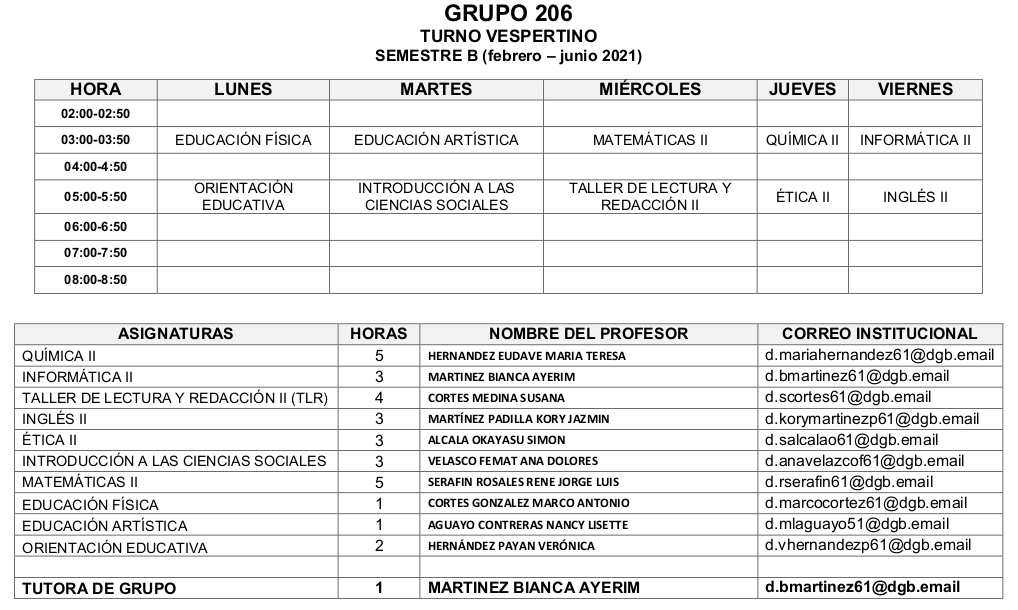 GRUPO 206
TURNO VESPERTINO
SEMESTRE B (febrero – junio 2021)
HORA LUNES MARTES MIÉRCOLES JUEVES VIERNES
02:00-02:50
03:00-03:50 EDUCACIÓN FÍSICA EDUCACIÓN ARTÍSTICA MATEMÁTICAS II QUÍMICA II INFORMÁTICA II
04:00-4:50
05:00-5:50 ORIENTACIÓN EDUCATIVA INTRODUCCIÓN A LAS CIENCIAS SOCIALES TALLER DE LECTURA Y REDACCIÓN II ÉTICA II INGLÉS II
06:00-6:50
07:00-7:50
08:00-8:50
ASIGNATURAS HORAS NOMBRE DEL PROFESOR CORREO INSTITUCIONAL
QUÍMICA II 5 HERNANDEZ EUDAVE MARIA TERESA d.mariahernandez61@dgb.email
INFORMÁTICA II 3 MARTINEZ BIANCA AYERIM d.bmartinez61@dgb.email
TALLER DE LECTURA Y REDACCIÓN II (TLR) 4 CORTES MEDINA SUSANA d.scortes61@dgb.email
INGLÉS II 3 MARTÍNEZ PADILLA KORY JAZMIN d.korymartinezp61@dgb.email
ÉTICA II 3 ALCALA OKAYASU SIMON d.salcalao61@dgb.email
INTRODUCCIÓN A LAS CIENCIAS SOCIALES 3 VELASCO FEMAT ANA DOLORES d.anavelazcof61@dgb.email
MATEMÁTICAS II 5 SERAFIN ROSALES RENE JORGE LUIS d.rserafin61@dgb.email
EDUCACIÓN FÍSICA 1 CORTES GONZALEZ MARCO ANTONIO d.marcocortez61@dgb.email
EDUCACIÓN ARTÍSTICA 1 AGUAYO CONTRERAS NANCY LISETTE d.mlaguayo51@dgb.email
ORIENTACIÓN EDUCATIVA 2 HERNÁNDEZ PAYAN VERÓNICA d.vhernandezp61@dgb.email
TUTORA DE GRUPO 1 MARTINEZ BIANCA AYERIM d.bmartinez61@dgb.email